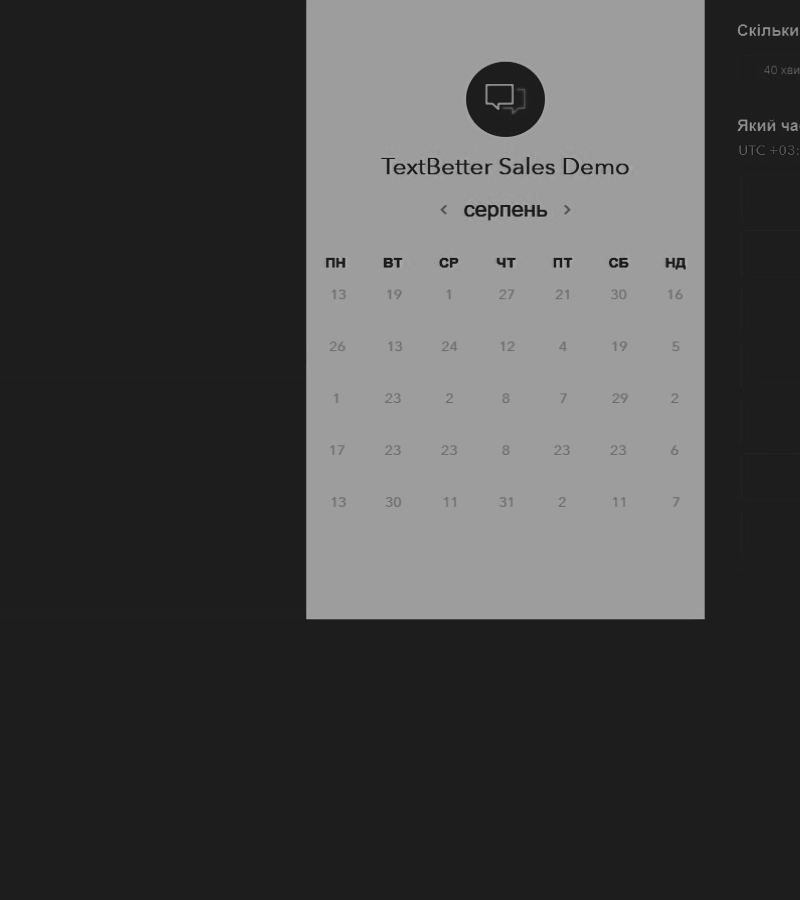 TextBetter Sales Demo
серпень
ПН ВТ СР ЧТ ПТ СБ НД
13 19 1 27 21 30 16
26 13 24 12 4 19 5
1 23 2 8 7 29 2
17 23 23 8 23 23 6
13 30 11 31 2 11 7
Скільки
40 хви
Який ча
UTC +03: